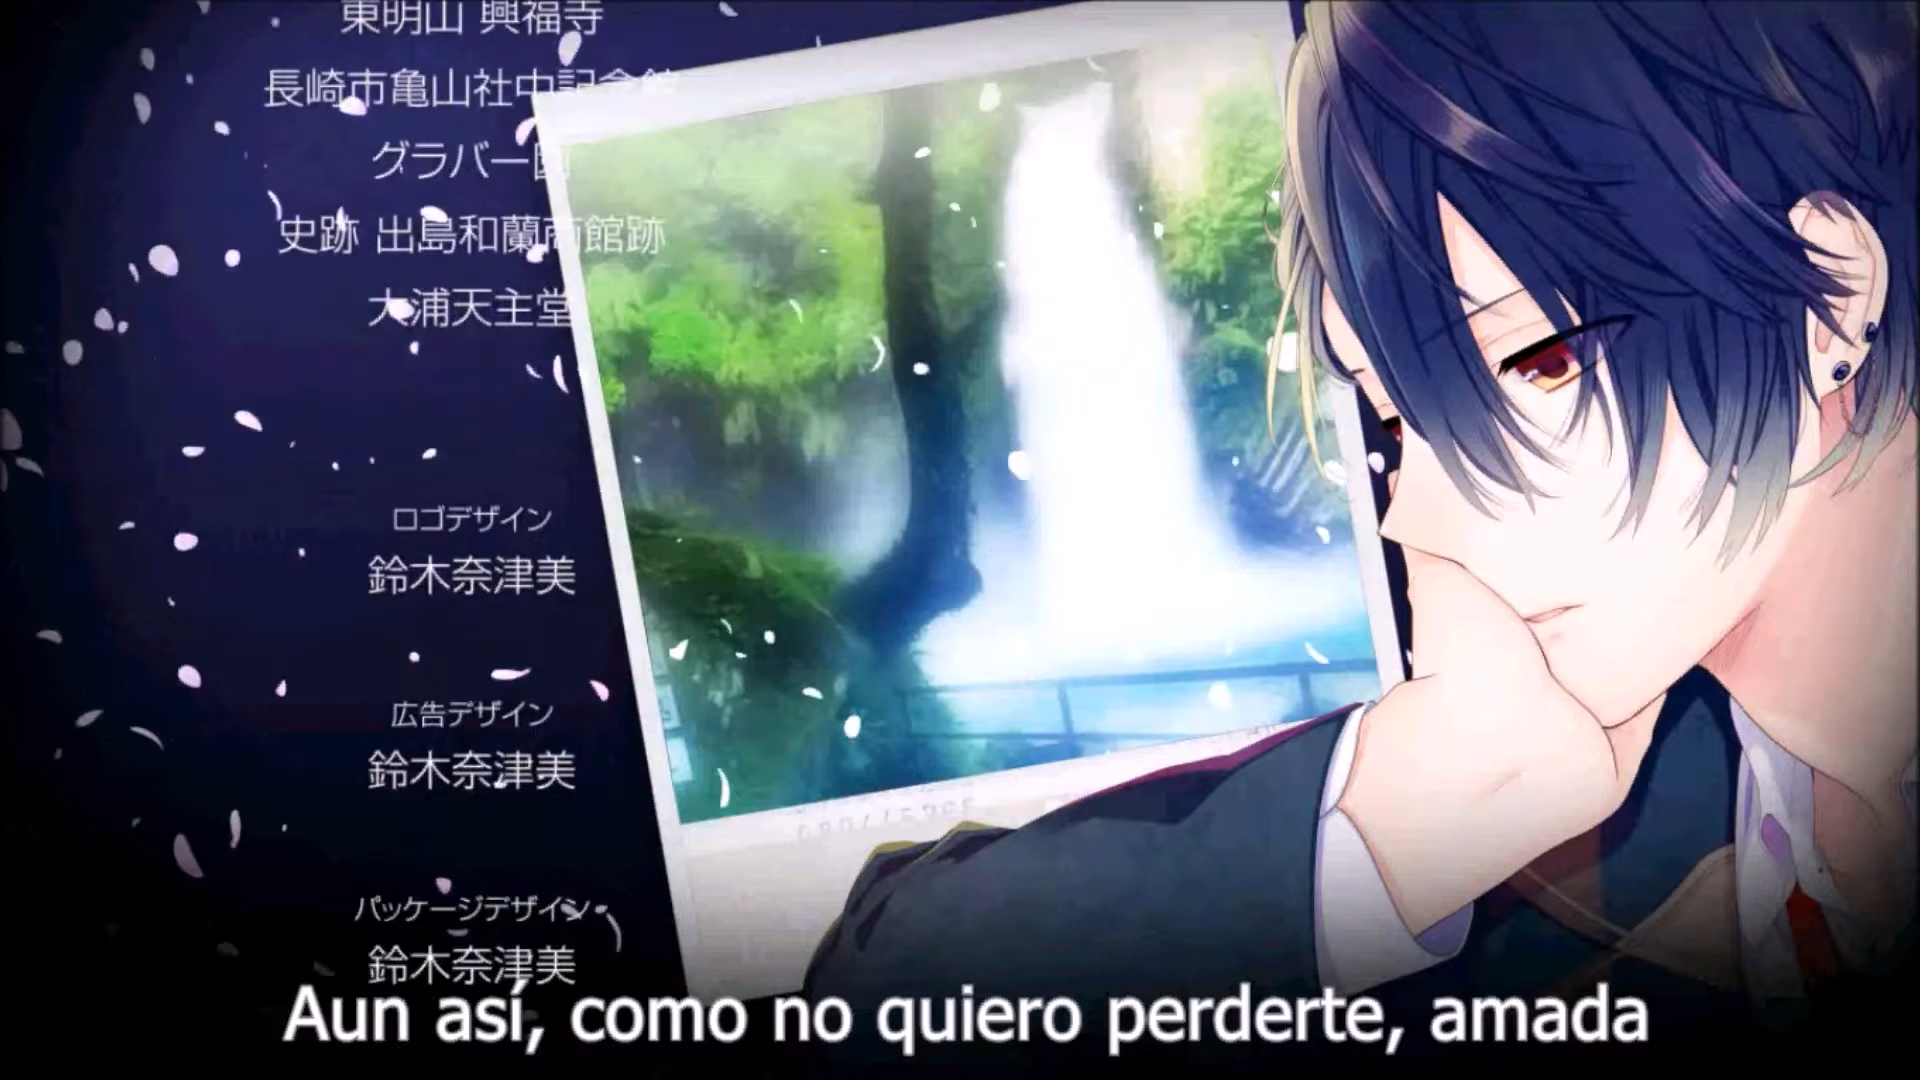 東明山 興福寺
長崎市亀山社中記念館
グラバー園
史跡 出島和蘭商館跡
大浦天主堂
ロゴデザイン
鈴木奈津美
広告デザイン
鈴木奈津美
パッケージデザイン
鈴木奈津美
Aun así, como no quiero perderte, amada